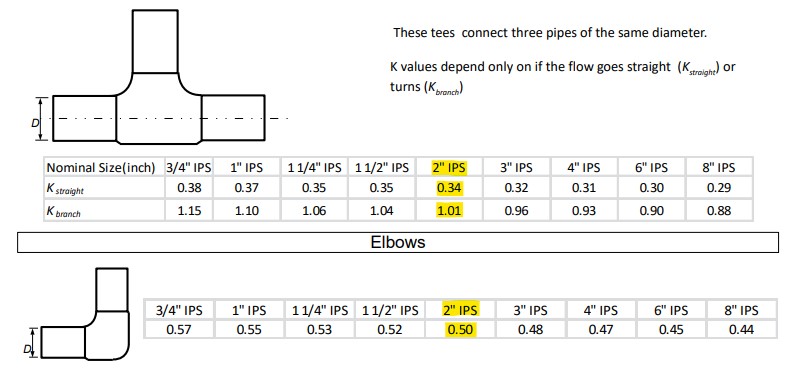 These tees connect three pipes of the same diameter.
K values depend only on if the flow goes straight (Kstraight) or
turns (Kbranch)
D
Nominal Size(inch) 3/4" IPS 1" IPS 1 1/4" IPS 1 1/2" IPS 2" IPS 3" IPS 4" IPS 6" IPS 8" IPS
K straight 0.38 0.37 0.35 0.35 0.34 0.32 0.31 0.30 0.29
K branch 1.15 1.10 1.06 1.04 1.01 0.96 0.93 0.90 0.88
Elbows
3/4" IPS 1" IPS 1 1/4" IPS 1 1/2" IPS 2" IPS 3" IPS 4" IPS 6" IPS 8" IPS
0.57 0.55 0.53 0.52 0.50 0.48 0.47 0.45 0.44
D